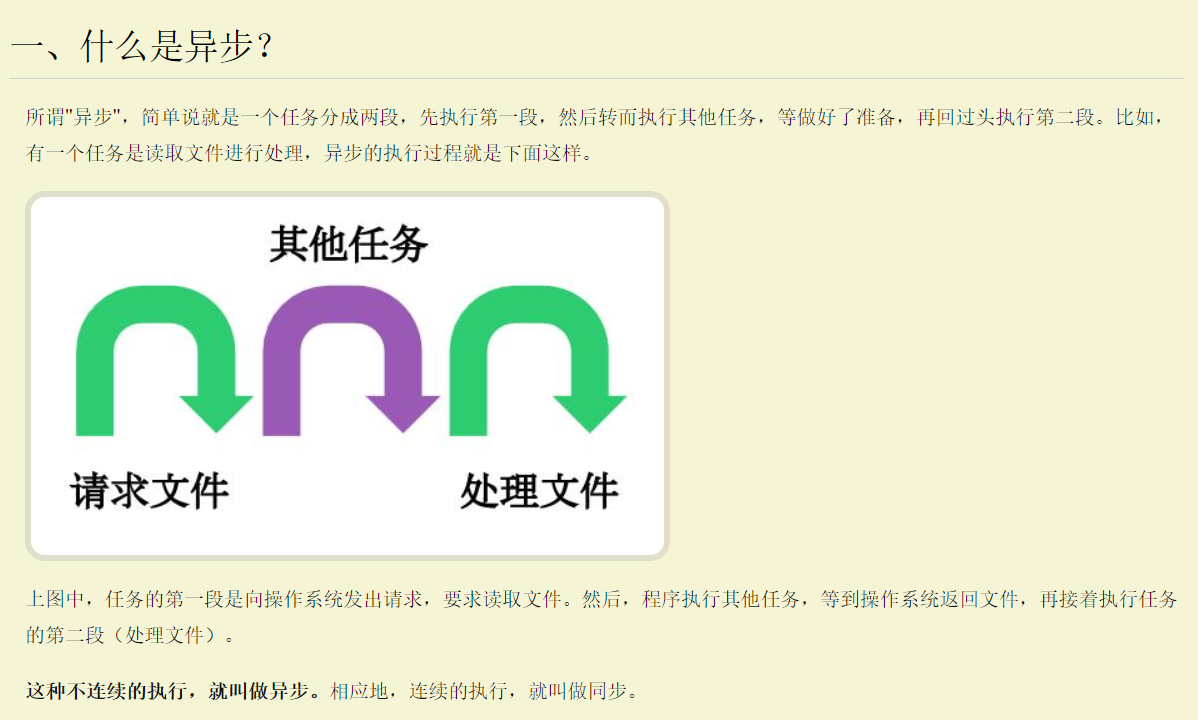 一、什么是异步？
所谓"异步"，简单说就是一个任务分成两段，先执行第一段，然后转而执行其他任务，等做好了准备，再回过头执行第二段。比如，
有一个任务是读取文件进行处理，异步的执行过程就是下面这样。
其他任务
请求文件
处理文件
上图中，任务的第一段是向操作系统发出请求，要求读取文件。然后，程序执行其他任务，等到操作系统返回文件，再接着执行任务
的第二段（处理文件）。
这种不连续的执行，就叫做异步。相应地，连续的执行，就叫做同步。